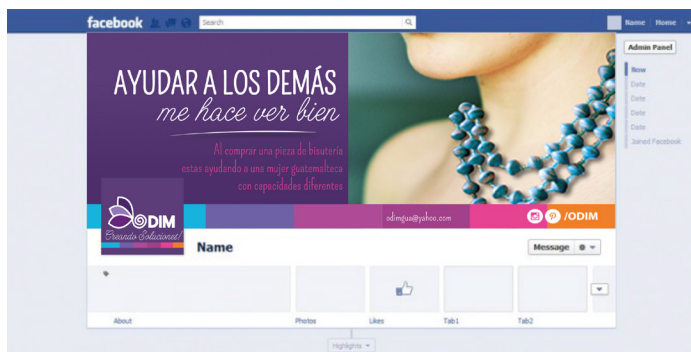 facebook
Search
Name Home
Admin Panel
Now
Date
Date
Date
Date
Joined Facebook
AYUDAR A LOS DEMÁS
me hace ver bien
Al comprar una pieza de bisutería
estas ayudando a una mujer guatemalteca
con capacidades diferentes
ODIM
Creando Soluciones!
odimgua@yahoo.com
/ODIM
Name
Message
About
Photos
Likes
Tab1
Tab2
Highlights